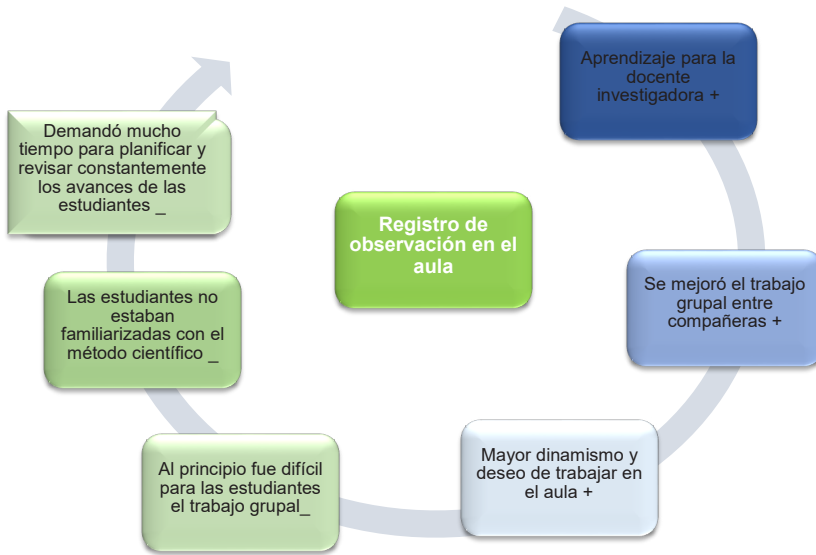 Aprendizaje para la
docente
investigadora +
Demandó mucho
tiempo para planificar y
revisar constantemente
los avances de las
estudiantes _
Registro de
observación en el
aula
Se mejoró el trabajo
grupal entre
compañeras +
Las estudiantes no
estaban
familiarizadas con el
método científico _
Al principio fue difícil
para las estudiantes
el trabajo grupal_
Mayor dinamismo y
deseo de trabajar en
el aula +